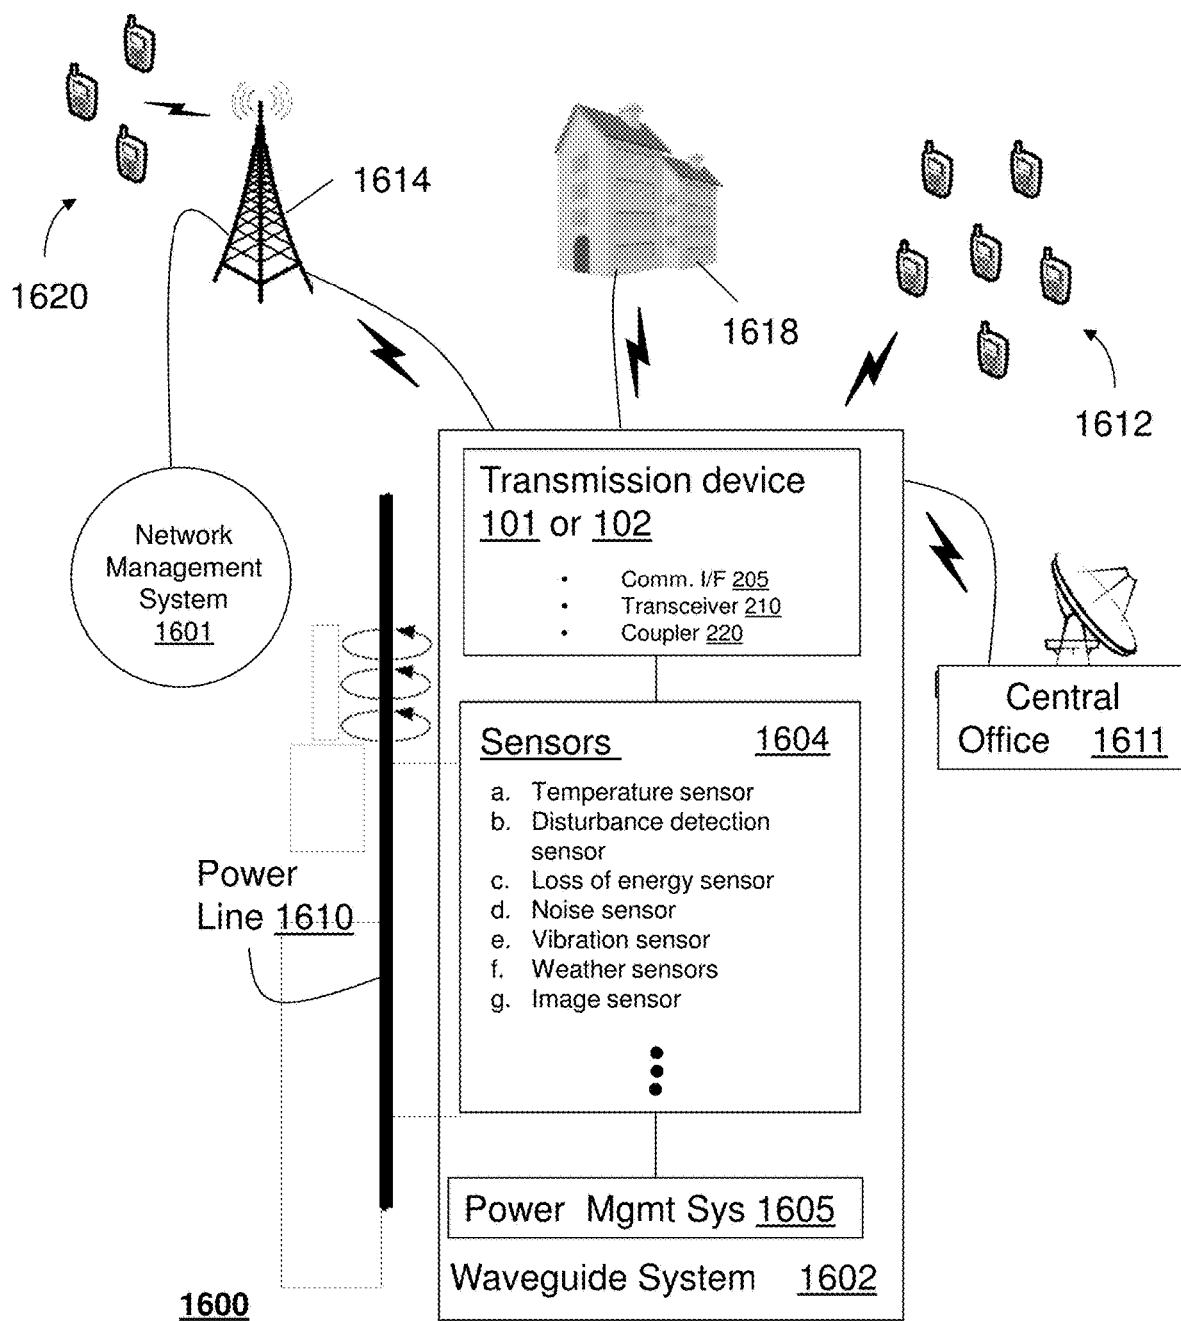 1614
1620
1618
1612
Network
Management
System
1601
Transmission device
101 or 102
• Comm. I/F 205
• Transceiver 210
• Coupler 220
Central
Office 1611
Sensors 1604
a. Temperature sensor
b. Disturbance detection
sensor
c. Loss of energy sensor
d. Noise sensor
e. Vibration sensor
f. Weather sensors
g. Image sensor
Power
Line 1610
Power Mgmt Sys 1605
Waveguide System 1602
1600